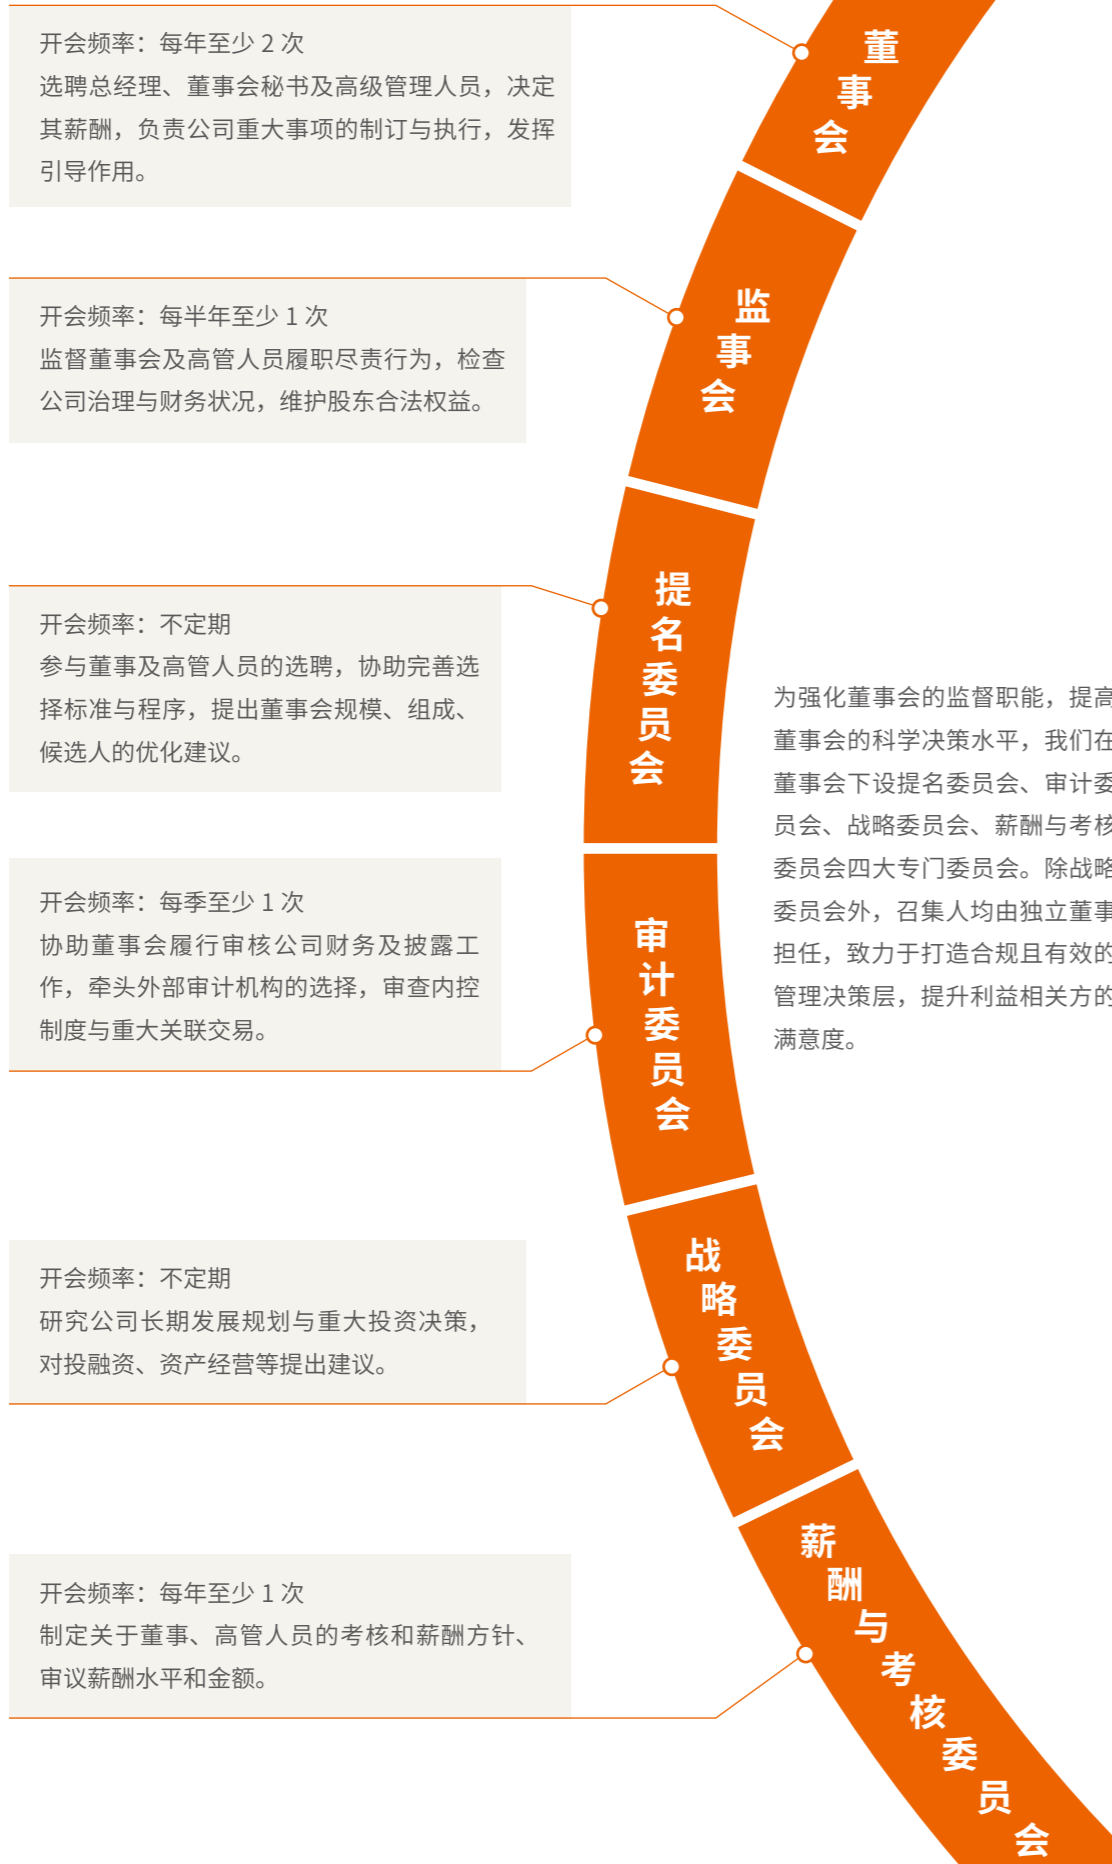 开会频率：每年至少 2 次
选聘总经理、董事会秘书及高级管理人员，决定
其薪酬，负责公司重大事项的制订与执行，发挥
引导作用。
董事会
开会频率：每半年至少 1 次
监督董事会及高管人员履职尽责行为，检查
公司治理与财务状况，维护股东合法权益。
监事会
开会频率：不定期
参与董事及高管人员的选聘，协助完善选
择标准与程序，提出董事会规模、组成、
候选人的优化建议。
提名委员会
开会频率：每季至少 1 次
协助董事会履行审核公司财务及披露工
作，牵头外部审计机构的选择，审查内控
制度与重大关联交易。
审计委员会
开会频率：不定期
研究公司长期发展规划与重大投资决策，
对投融资、资产经营等提出建议。
战略委员会
开会频率：每年至少 1 次
制定关于董事、高管人员的考核和薪酬方针、
审议薪酬水平和金额。
薪酬与考核委员会
为强化董事会的监督职能，提高
董事会的科学决策水平，我们在
董事会下设提名委员会、审计委
员会、战略委员会、薪酬与考核
委员会四大专门委员会。除战略
委员会外，召集人均由独立董事
担任，致力于打造合规且有效的
管理决策层，提升利益相关方的
满意度。